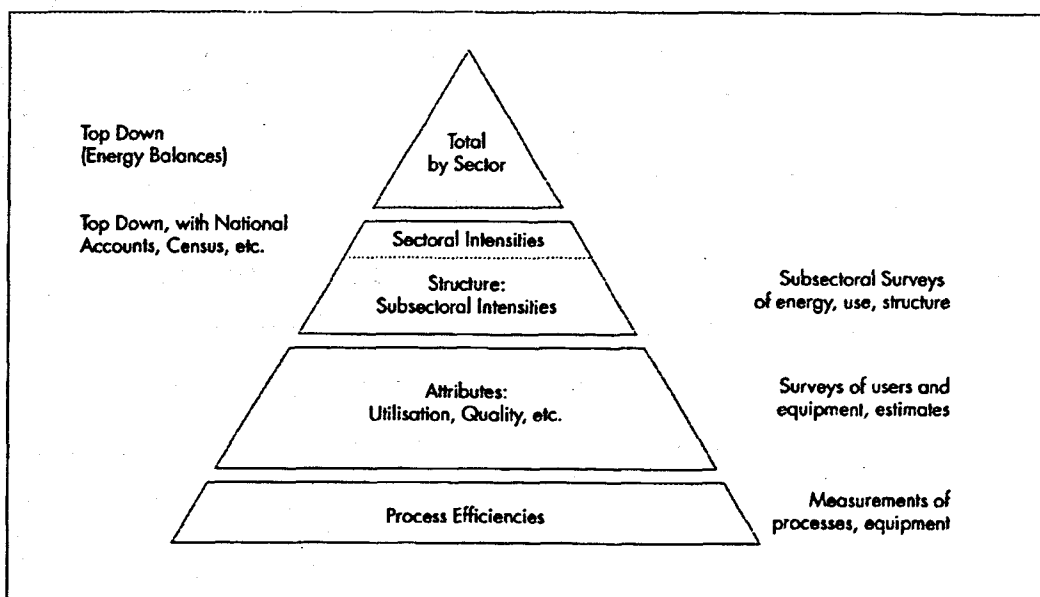 Top Down
(Energy Balances)
Total
by Sector
Top Down, with National
Accounts, Census, etc.
Sectoral Intensities
Structure:
Subsectoral Intensities
Subsectoral Surveys
of energy, use, structure
Attributes:
Utilisation, Quality, etc.
Surveys of users and
equipment, estimates
Process Efficiencies
Measurements of
processes, equipment